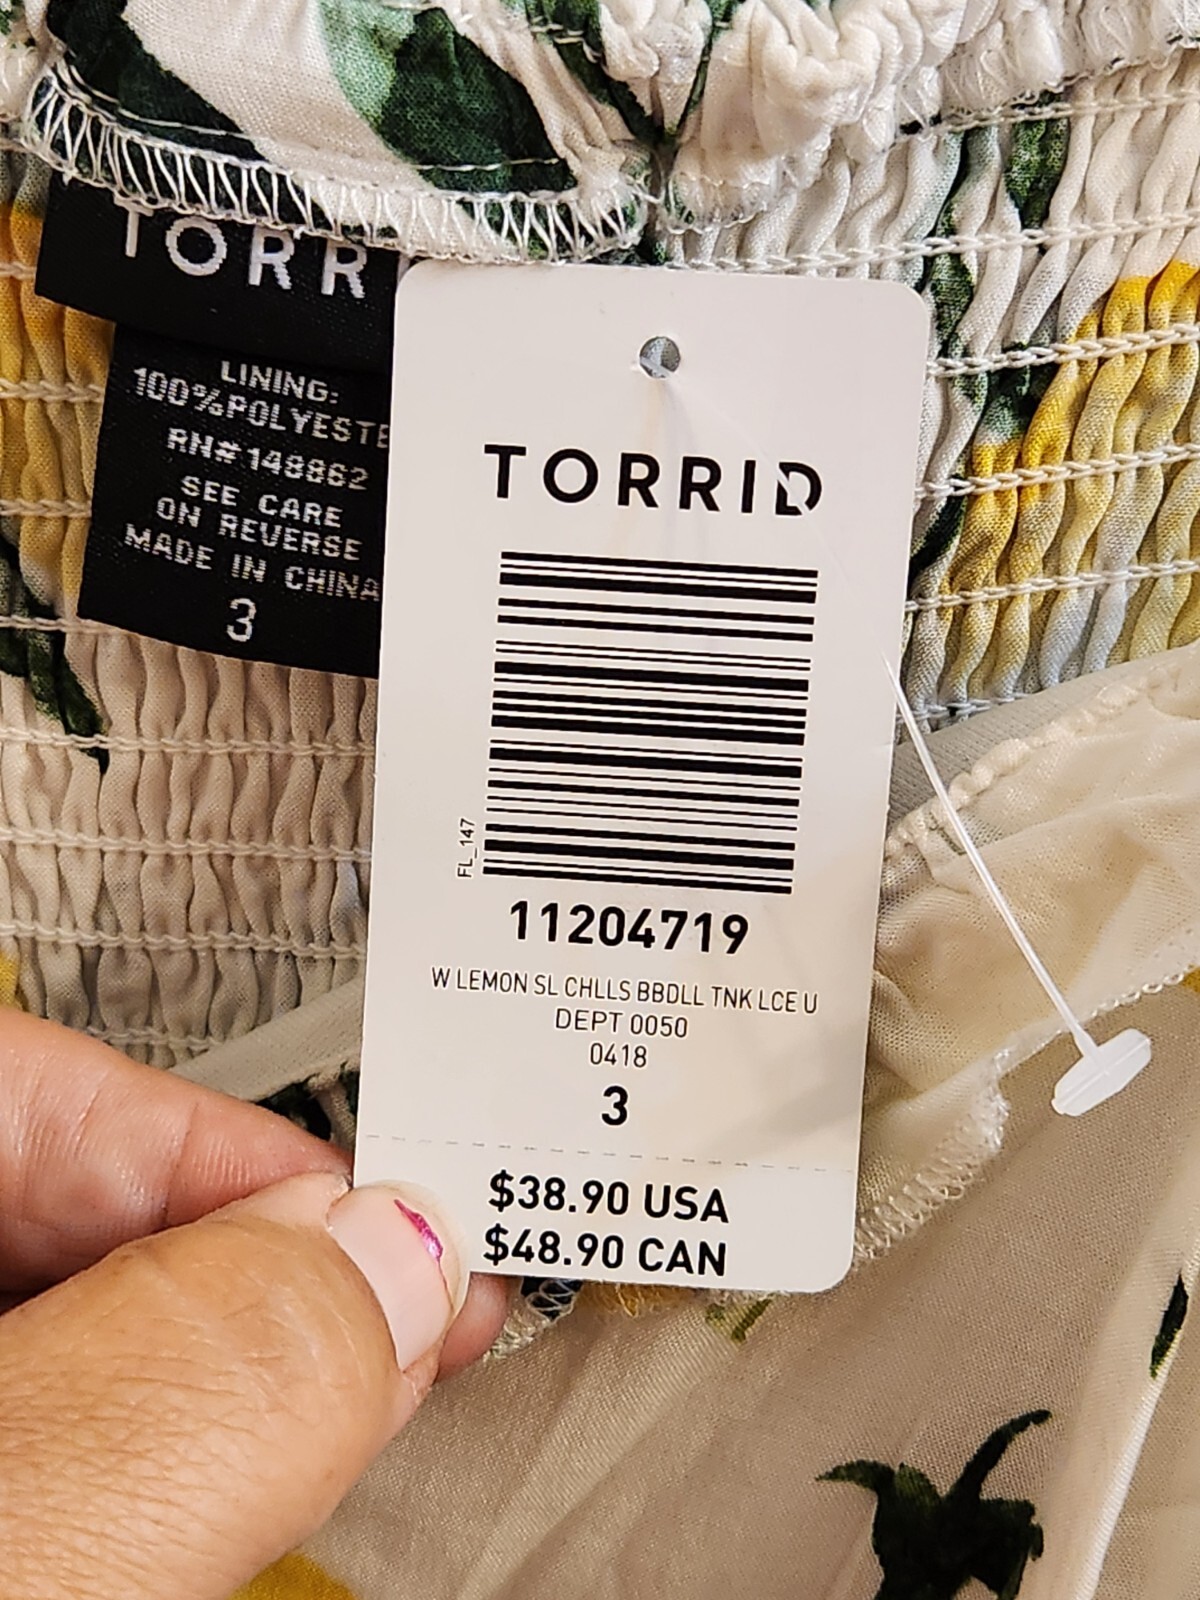 TORR
LINING:
100%POLYESTE
RN#148862
SEE CARE
ON REVERSE
MADE IN CHINA
3
TORRID
FL_147
11204719
W LEMON SL CHLLS BBDLL TNK LCE U
DEPT 0050
0418
3
$38.90 USA
$48.90 CAN